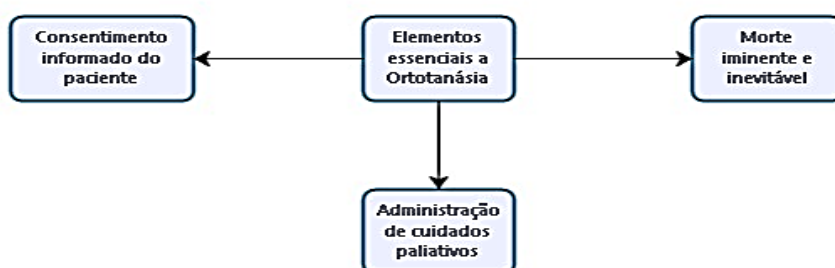 Consentimento
informado do
paciente
Elementos
essenciais a
Ortotanásia
Morte
iminente e
inevitável
Administração
de cuidados
paliativos